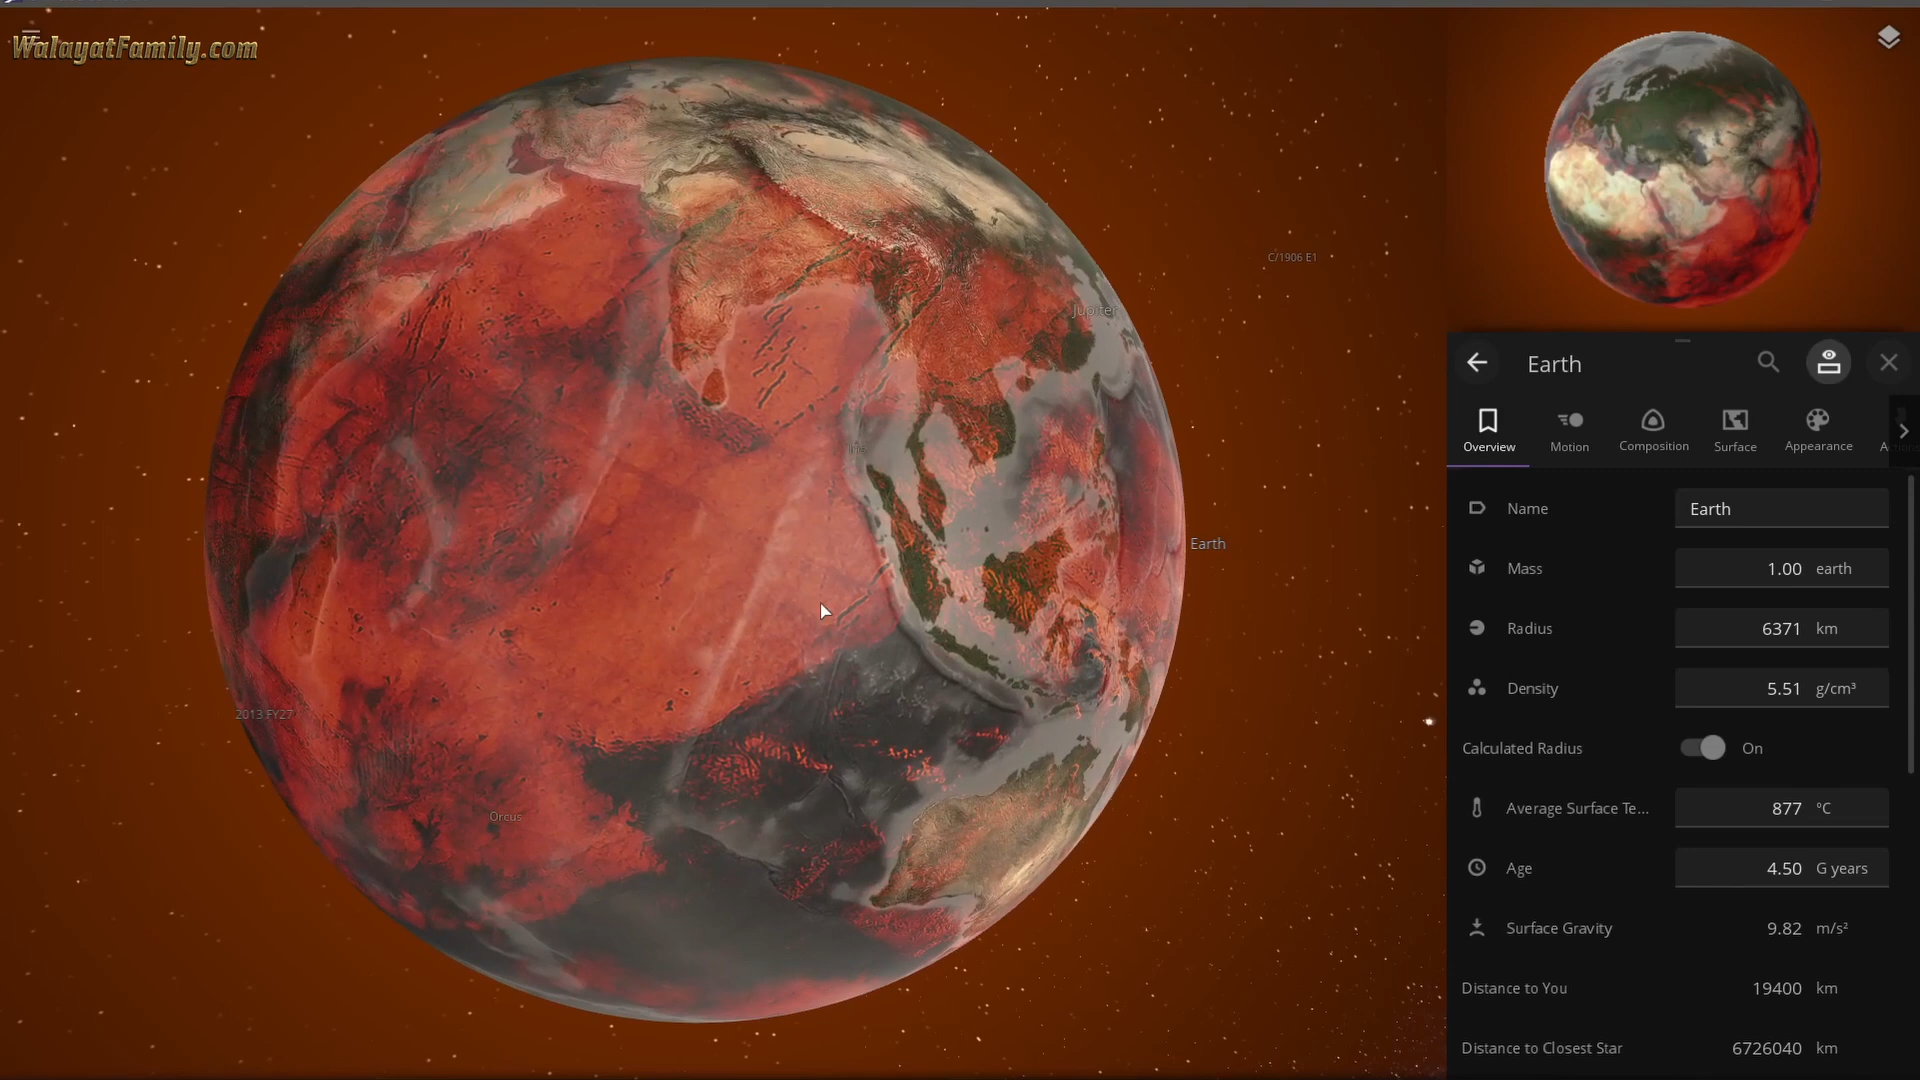 WalayatFamily.com
C/1906 E1
Jupiter
Iris
Earth
2013 FY27
Orcus
Earth
Overview
Motion
Composition
Surface
Appearance
Name Earth
Mass 1.00 earth
Radius 6371 km
Density 5.51 g/cm³
Calculated Radius On
Average Surface Te...
877 °C
Age 4.50 G years
Surface Gravity 9.82 m/s²
Distance to You 19400 km
Distance to Closest Star 6726040 km